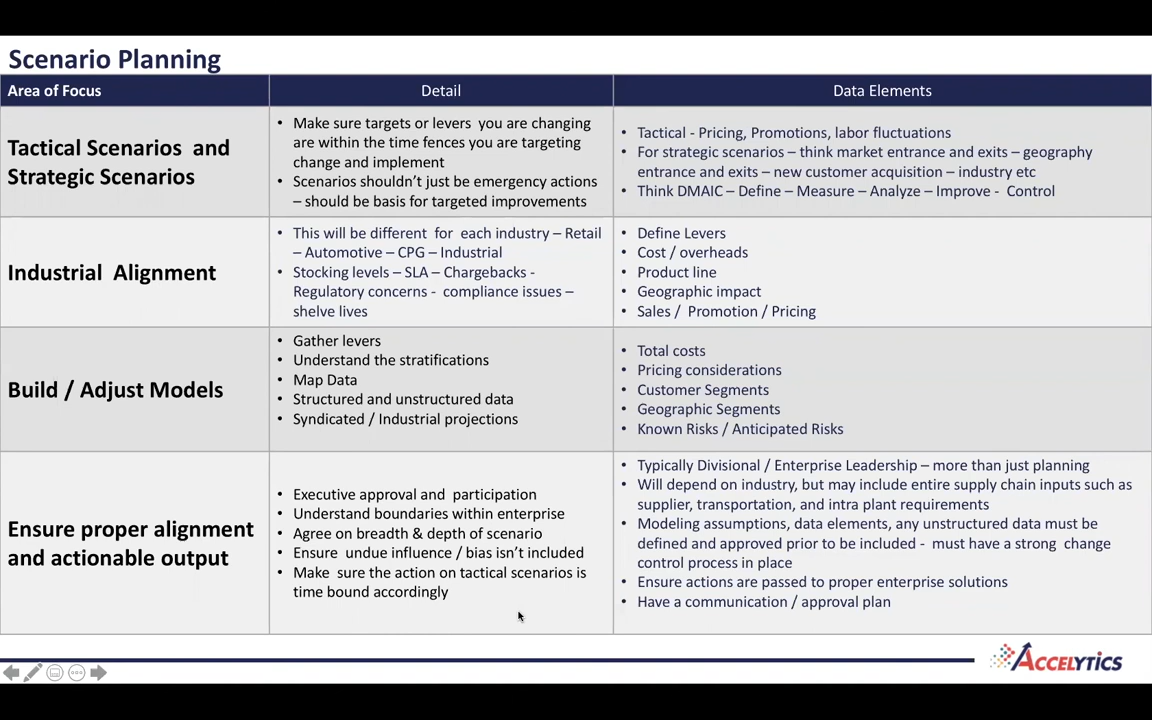 Scenario Planning
Area of Focus
Detail
Data Elements
Tactical Scenarios and
Strategic Scenarios
• Make sure targets or levers you are changing
are within the time fences you are targeting
change and implement
• Scenarios shouldn't just be emergency actions
– should be basis for targeted improvements
• Tactical - Pricing, Promotions, labor fluctuations
• For strategic scenarios – think market entrance and exits – geography
entrance and exits – new customer acquisition – industry etc
• Think DMAIC – Define – Measure – Analyze – Improve - Control
Industrial Alignment
• This will be different for each industry – Retail
– Automotive – CPG – Industrial
• Stocking levels – SLA – Chargebacks -
Regulatory concerns - compliance issues –
shelve lives
• Define Levers
• Cost / overheads
• Product line
• Geographic impact
• Sales / Promotion / Pricing
Build / Adjust Models
• Gather levers
• Understand the stratifications
• Map Data
• Structured and unstructured data
• Syndicated / Industrial projections
• Total costs
• Pricing considerations
• Customer Segments
• Geographic Segments
• Known Risks / Anticipated Risks
Ensure proper alignment
and actionable output
• Executive approval and participation
• Understand boundaries within enterprise
• Agree on breadth & depth of scenario
• Ensure undue influence / bias isn't included
• Make sure the action on tactical scenarios is
time bound accordingly
• Typically Divisional / Enterprise Leadership – more than just planning
• Will depend on industry, but may include entire supply chain inputs such as
supplier, transportation, and intra plant requirements
• Modeling assumptions, data elements, any unstructured data must be
defined and approved prior to be included - must have a strong change
control process in place
• Ensure actions are passed to proper enterprise solutions
• Have a communication / approval plan
ACCELYTICS